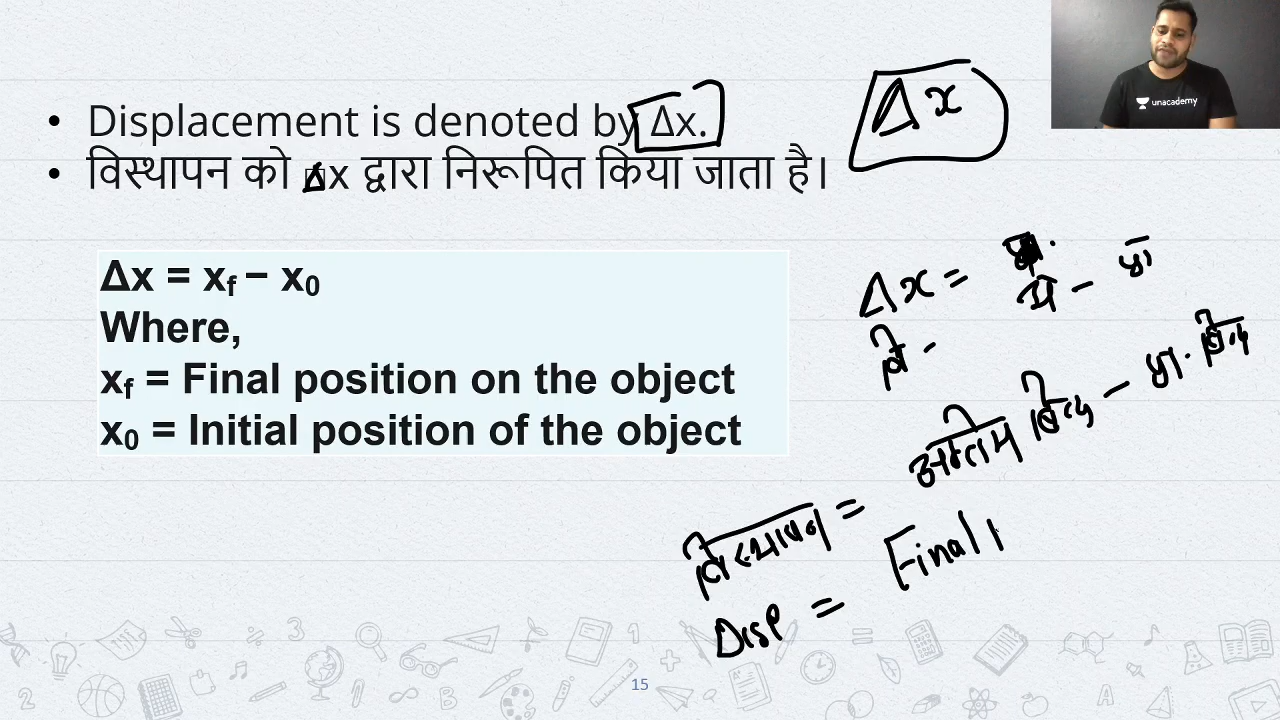 Displacement is denoted by Δx.
Δx
unacademy
विस्थापन को Δx द्वारा निरूपित किया जाता है।
Δx = xf − x0
Where,
xf = Final position on the object
x0 = Initial position of the object
Δx =
वि -
अन्तिम बिन्दु - प्रा. बिन्दु
विस्थापन =
Disp = Final
15